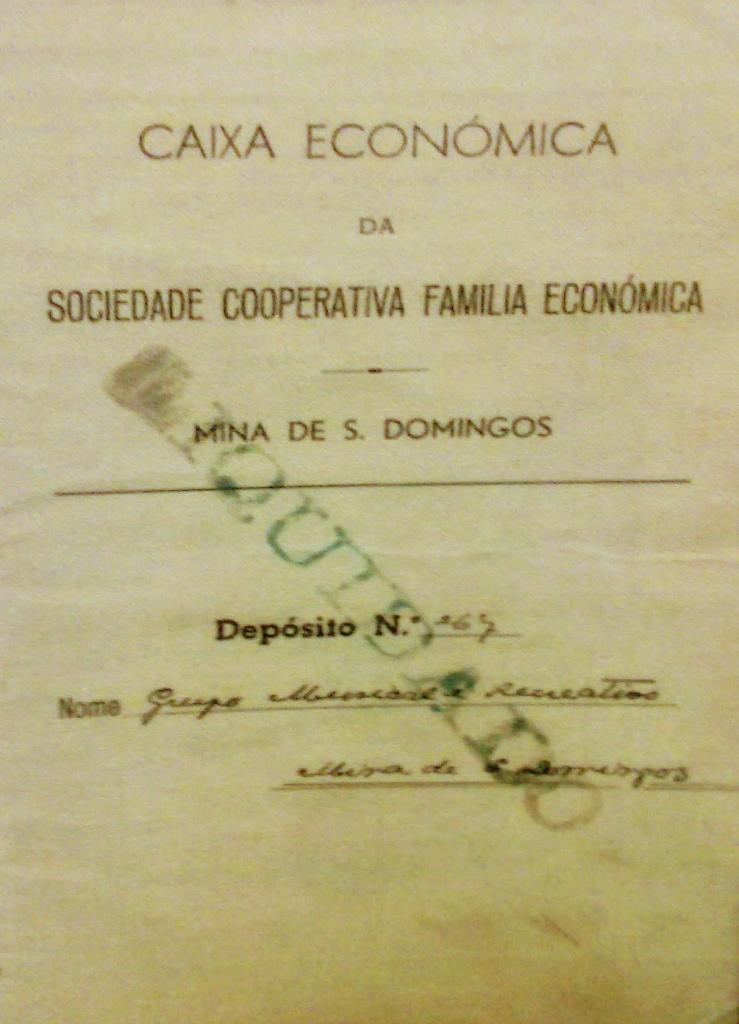 CAIXA ECONÓMICA
DA
SOCIEDADE COOPERATIVA FAMILIA ECONÓMICA
MINA DE S. DOMINGOS
LIQUIDADO
Depósito N.º 267
Nome Grupo Musical e Recreativo
Mina de S. Domingos